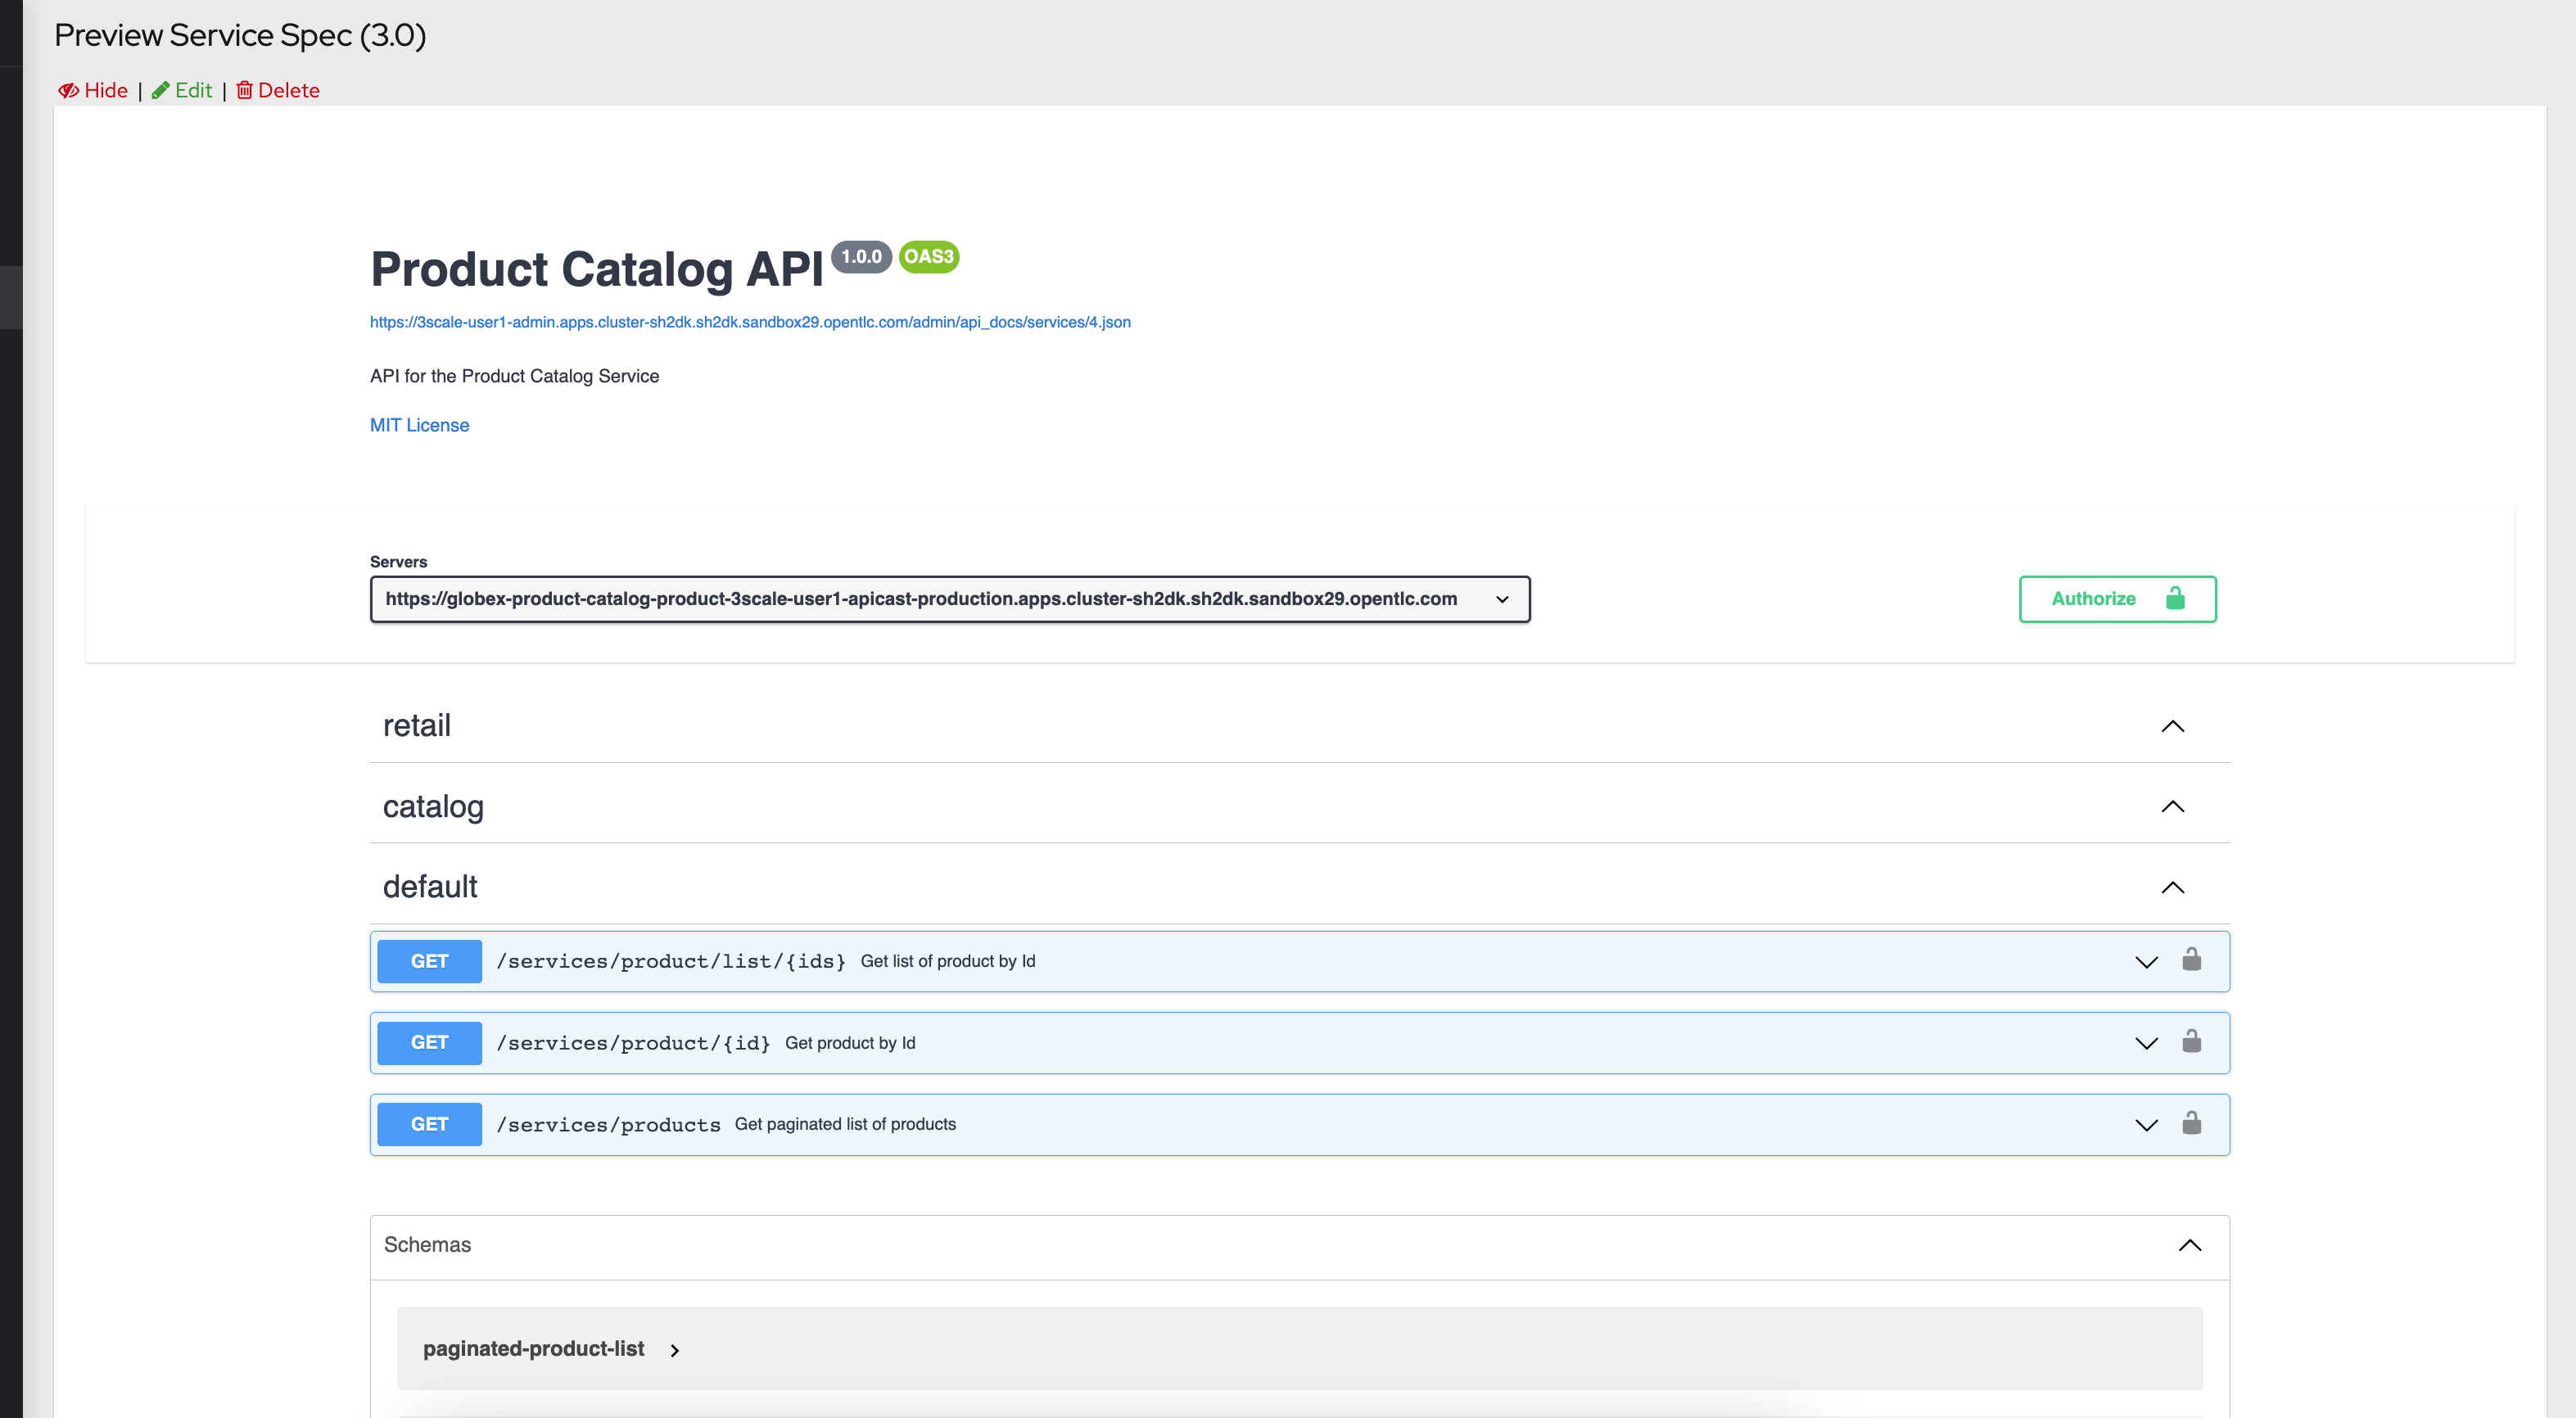 Preview Service Spec (3.0)
Hide | Edit | Delete
Product Catalog API 1.0.0 OAS3
https://3scale-user1-admin.apps.cluster-sh2dk.sh2dk.sandbox29.opentlc.com/admin/api_docs/services/4.json
API for the Product Catalog Service
MIT License
Servers
https://globex-product-catalog-product-3scale-user1-apicast-production.apps.cluster-sh2dk.sh2dk.sandbox29.opentlc.com
Authorize
retail
catalog
default
GET /services/product/list/{ids} Get list of product by Id
GET /services/product/{id} Get product by Id
GET /services/products Get paginated list of products
Schemas
paginated-product-list